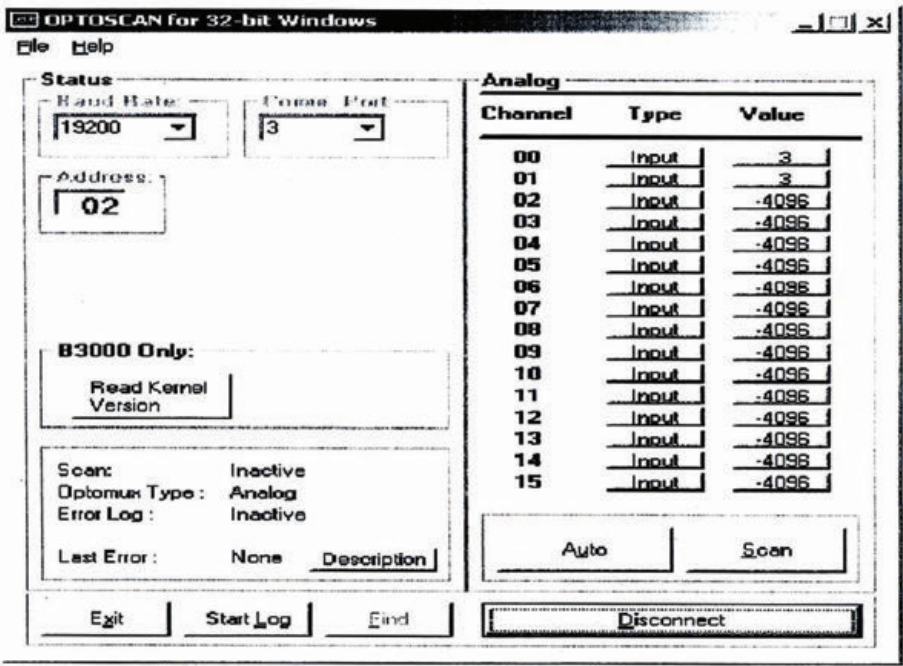 OPTOSCAN for 32-bit Windows
File Help
Status
Baud Rate:
19200
Comm. Port
3
Address:
02
B3000 Only:
Read Kernel
Version
Scan: Inactive
Optomux Type : Analog
Error Log : Inactive
Last Error : None Description
Exit Start Log Find
Analog
Channel Type Value
00 Input 3
01 Input 3
02 Input -4096
03 Input -4096
04 Input -4096
05 Input -4096
06 Input -4096
07 Input -4096
08 Input -4096
09 Input -4096
10 Input -4096
11 Input -4096
12 Input -4096
13 Input -4096
14 Input -4096
15 Input -4096
Auto Scan
Disconnect